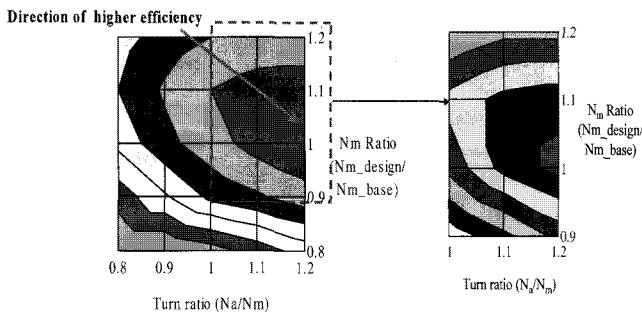 Direction of higher efficiency
1.2
1.1
1
0.9
0.8
Nm Ratio
(Nm_design/
Nm_base)
0.8 0.9 1 1.1 1.2
Turn ratio (Na/Nm)
1.2
1.1
1
0.9
Nm Ratio
(Nm_design/
Nm_base)
1 1.1 1.2
Turn ratio (Na/Nm)